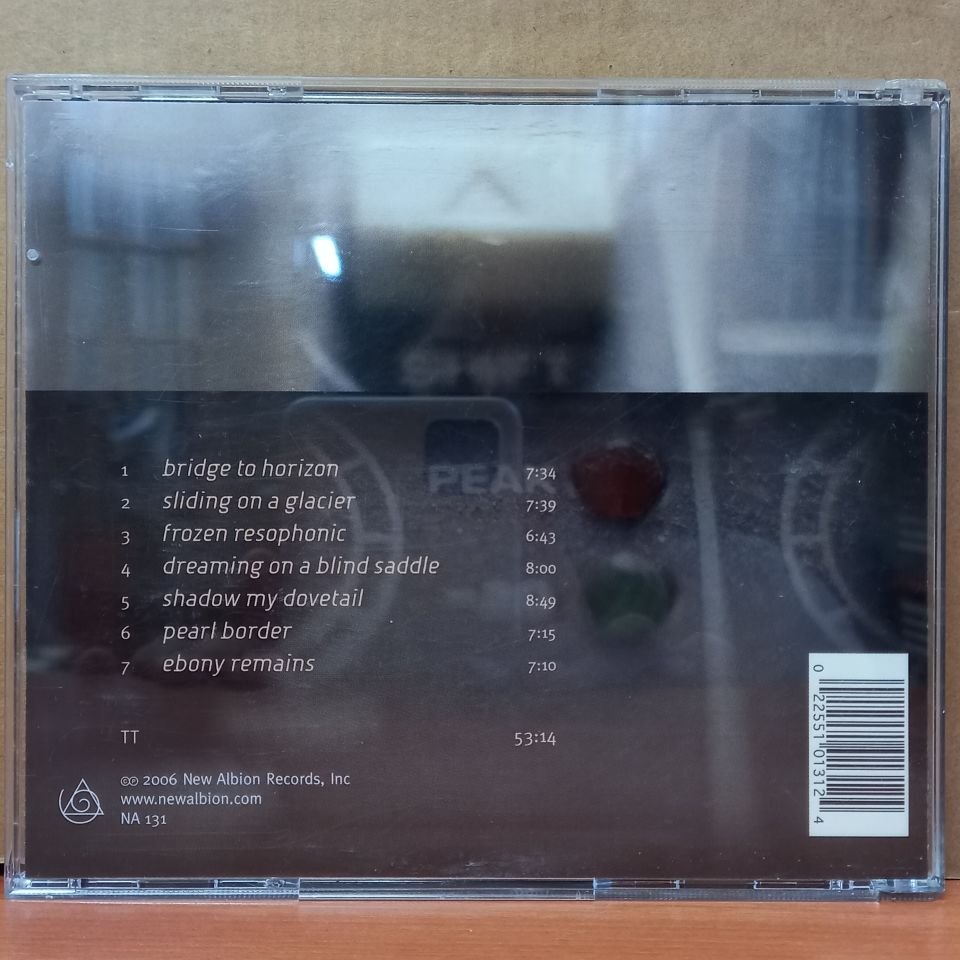 SHIFT
PEA
1 bridge to horizon 7:34
2 sliding on a glacier 7:39
3 frozen resophonic 6:43
4 dreaming on a blind saddle 8:00
5 shadow my dovetail 8:49
6 pearl border 7:15
7 ebony remains 7:10
TT 53:14
©℗ 2006 New Albion Records, Inc
www.newalbion.com
NA 131
0 22551 01312 4